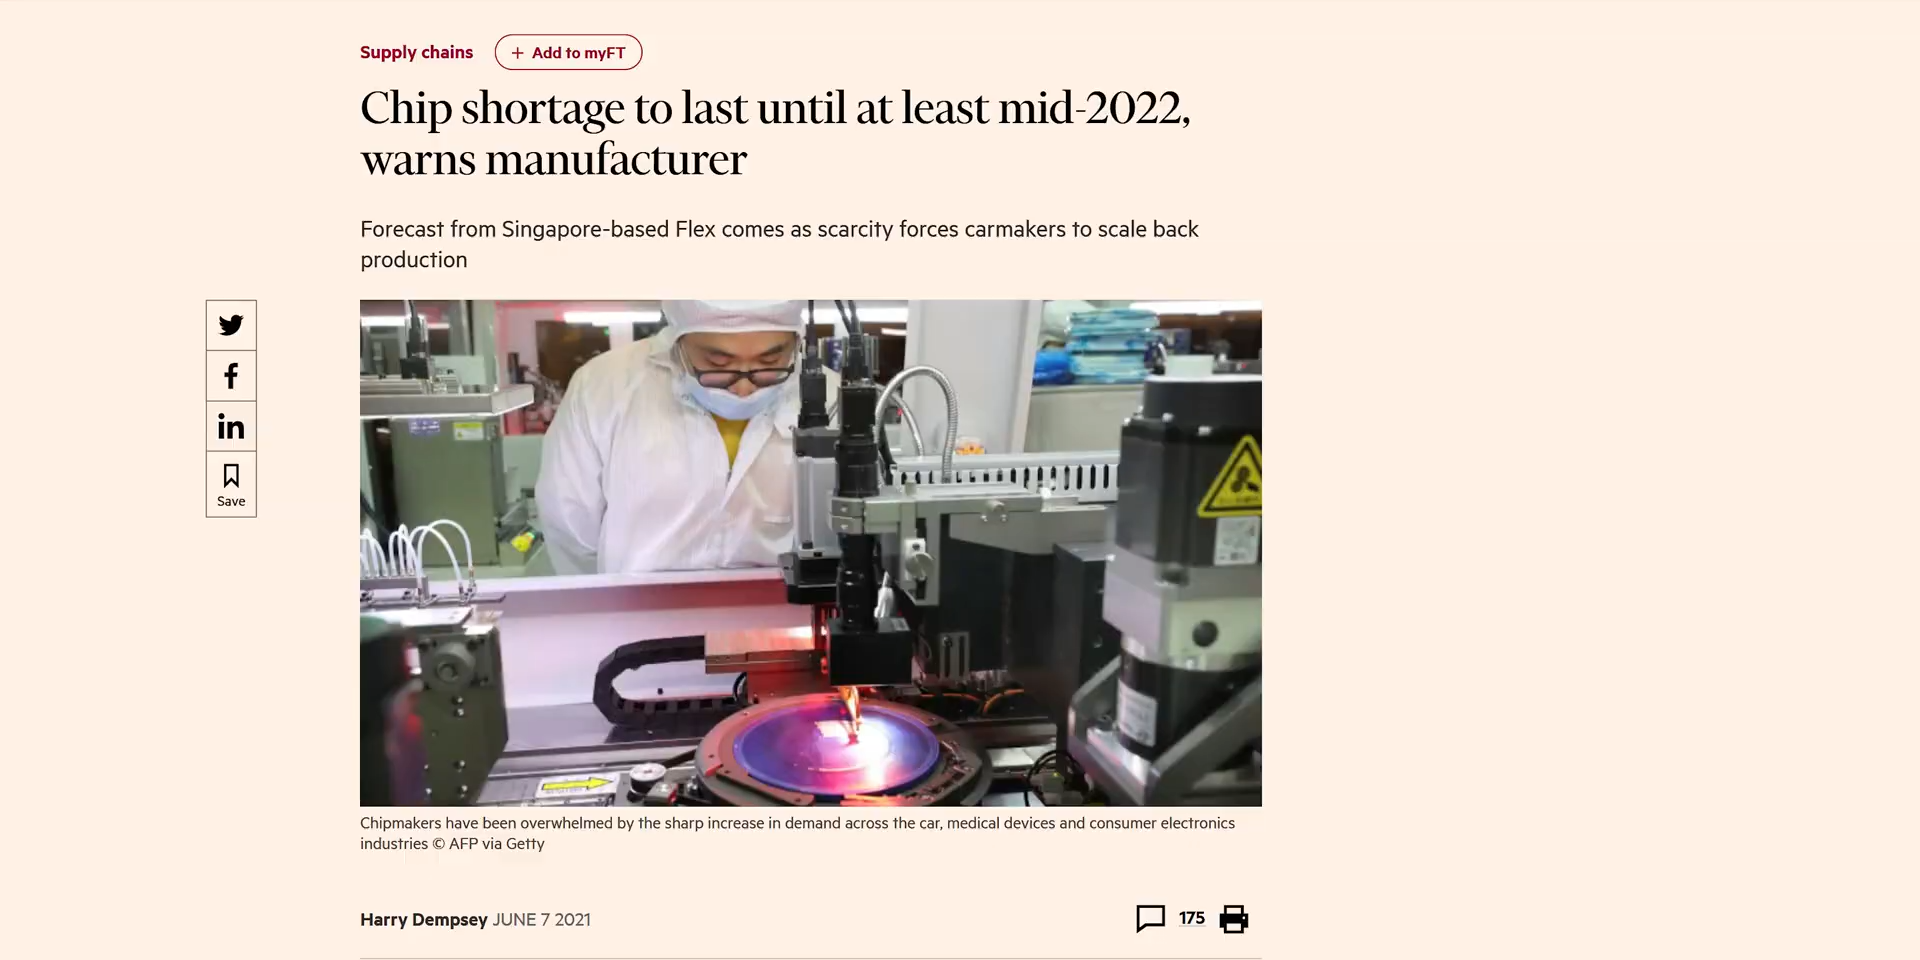 Supply chains
+ Add to myFT
Chip shortage to last until at least mid-2022,
warns manufacturer
Forecast from Singapore-based Flex comes as scarcity forces carmakers to scale back
production
Save
Chipmakers have been overwhelmed by the sharp increase in demand across the car, medical devices and consumer electronics
industries © AFP via Getty
Harry Dempsey JUNE 7 2021
175